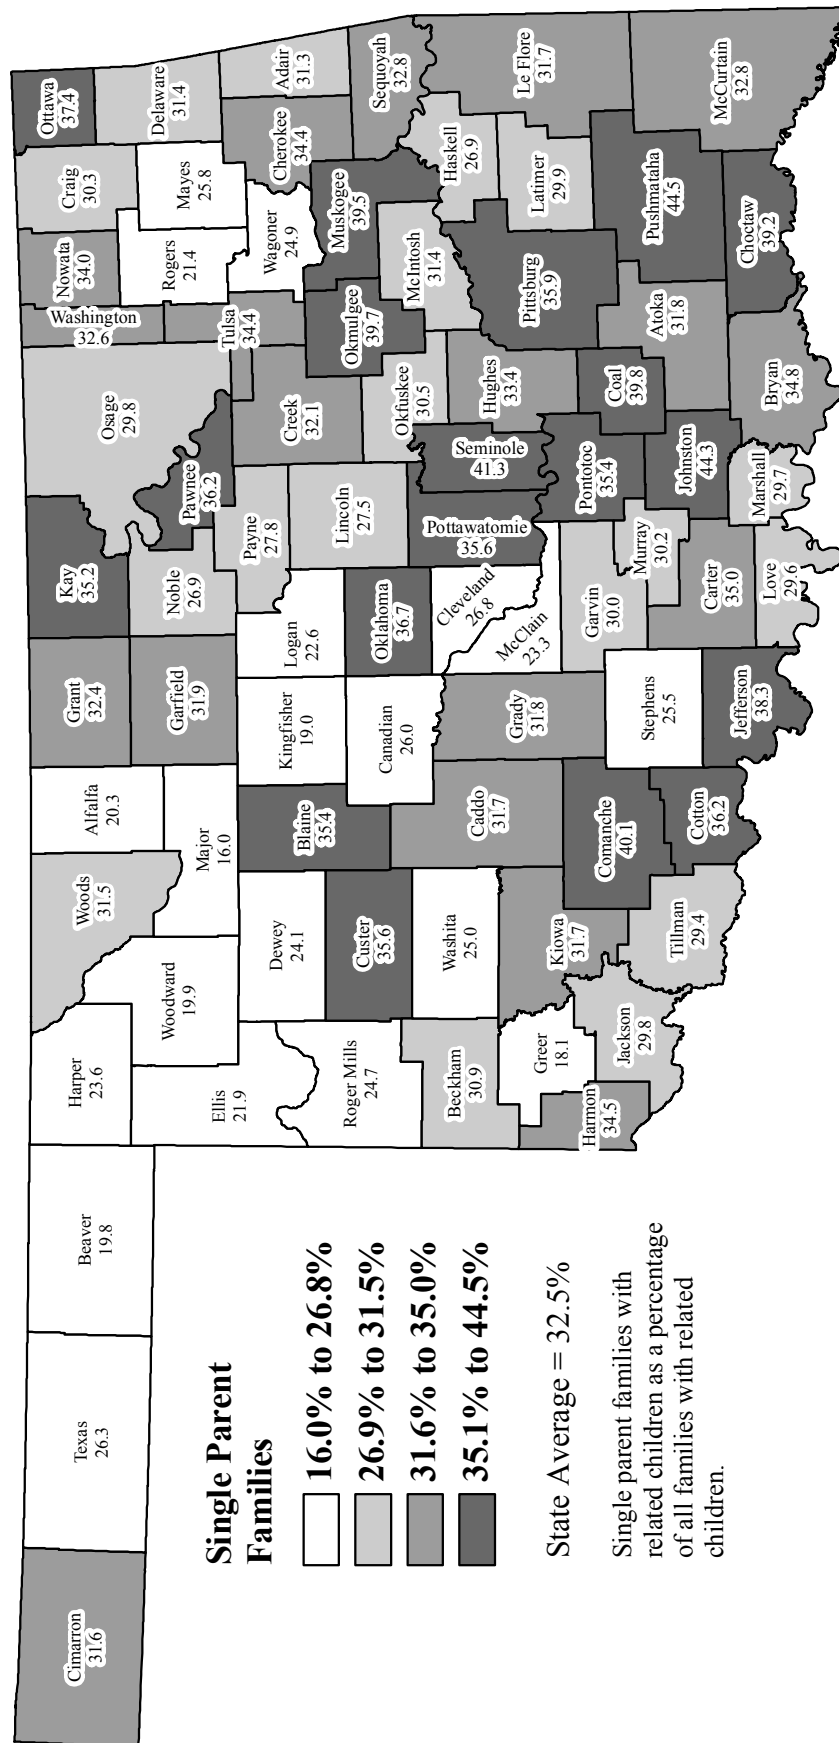 Cimarron
31.6
Texas
26.3
Beaver
19.8
Harper
23.6
Woods
31.5
Alfalfa
20.3
Grant
32.4
Kay
35.2
Osage
29.8
Washington
32.6
Nowata
34.0
Craig
30.3
Ottawa
37.4
Ellis
21.9
Woodward
19.9
Major
16.0
Garfield
31.9
Noble
26.9
Pawnee
36.2
Rogers
21.4
Mayes
25.8
Delaware
31.4
Roger Mills
24.7
Dewey
24.1
Blaine
35.4
Kingfisher
19.0
Logan
22.6
Payne
27.8
Creek
32.1
Tulsa
34.4
Wagoner
24.9
Cherokee
34.4
Adair
31.3
Custer
35.6
Canadian
26.0
Oklahoma
36.7
Lincoln
27.5
Okfuskee
30.5
Okmulgee
39.7
Muskogee
39.5
Sequoyah
32.8
Beckham
30.9
Washita
25.0
Caddo
31.7
Grady
31.8
Cleveland
26.8
McClain
23.3
Pottawatomie
35.6
Seminole
41.3
Hughes
33.4
McIntosh
31.4
Haskell
26.9
Le Flore
31.7
Harmon
34.5
Greer
18.1
Kiowa
31.7
Jackson
29.8
Tillman
29.4
Comanche
40.1
Cotton
36.2
Stephens
25.5
Jefferson
38.3
Garvin
30.0
Murray
30.2
Carter
35.0
Love
29.6
Pontotoc
35.4
Johnston
44.3
Marshall
29.7
Coal
39.8
Pittsburg
35.9
Latimer
29.9
Atoka
31.8
Bryan
34.8
Pushmataha
44.5
Choctaw
39.2
McCurtain
32.8
Single Parent
Families
16.0% to 26.8%
26.9% to 31.5%
31.6% to 35.0%
35.1% to 44.5%
State Average = 32.5%
Single parent families with
related children as a percentage
of all families with related
children.